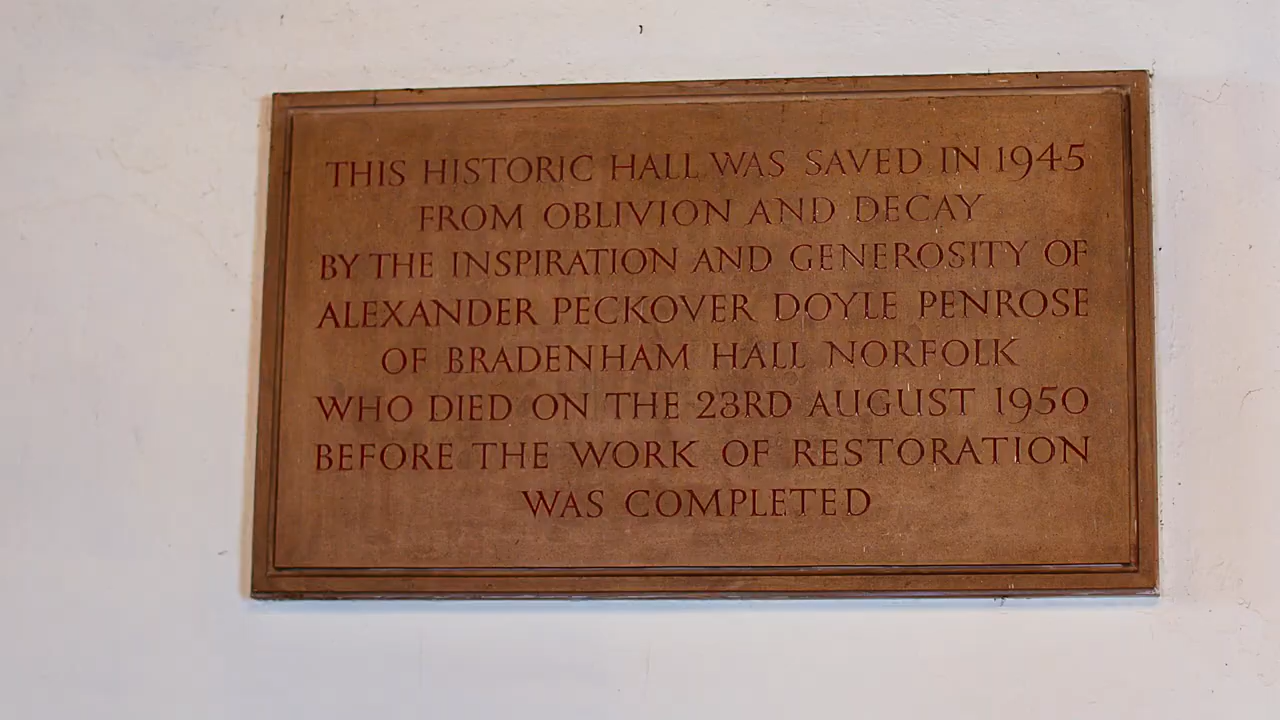 THIS HISTORIC HALL WAS SAVED IN 1945
FROM OBLIVION AND DECAY
BY THE INSPIRATION AND GENEROSITY OF
ALEXANDER PECKOVER DOYLE PENROSE
OF BRADENHAM HALL NORFOLK
WHO DIED ON THE 23RD AUGUST 1950
BEFORE THE WORK OF RESTORATION
WAS COMPLETED